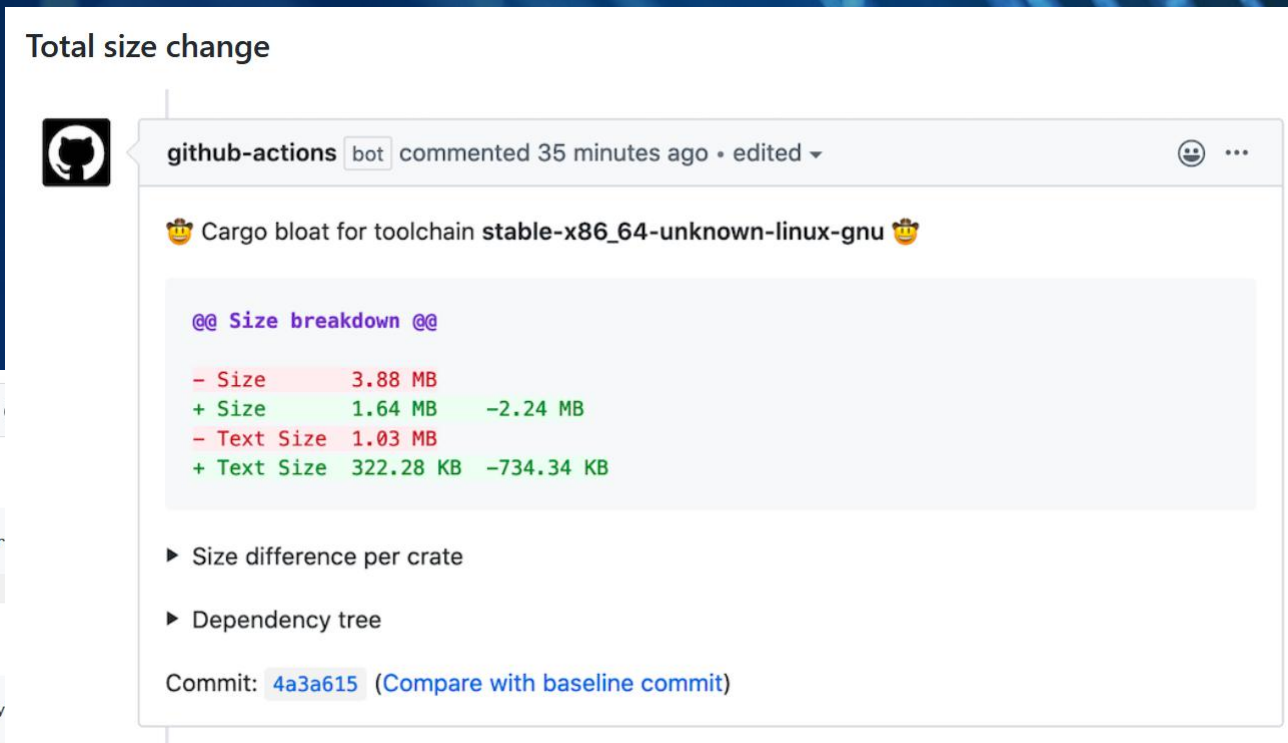 Total size change
github-actions bot commented 35 minutes ago • edited
🤠 Cargo bloat for toolchain stable-x86_64-unknown-linux-gnu 🤠
@@ Size breakdown @@
- Size 3.88 MB
+ Size 1.64 MB -2.24 MB
- Text Size 1.03 MB
+ Text Size 322.28 KB -734.34 KB
Size difference per crate
Dependency tree
Commit: 4a3a615 (Compare with baseline commit)